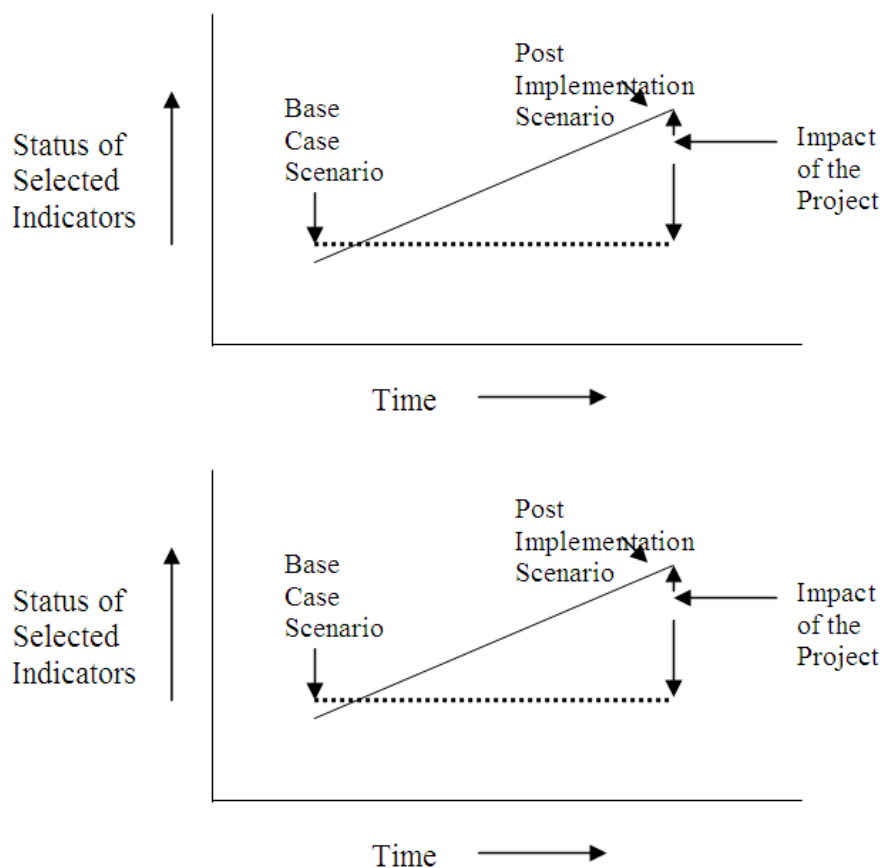 Post
Implementation
Scenario
Base
Case
Scenario
Status of
Selected
Indicators
Impact
of the
Project
Time
Post
Implementation
Scenario
Base
Case
Scenario
Status of
Selected
Indicators
Impact
of the
Project
Time